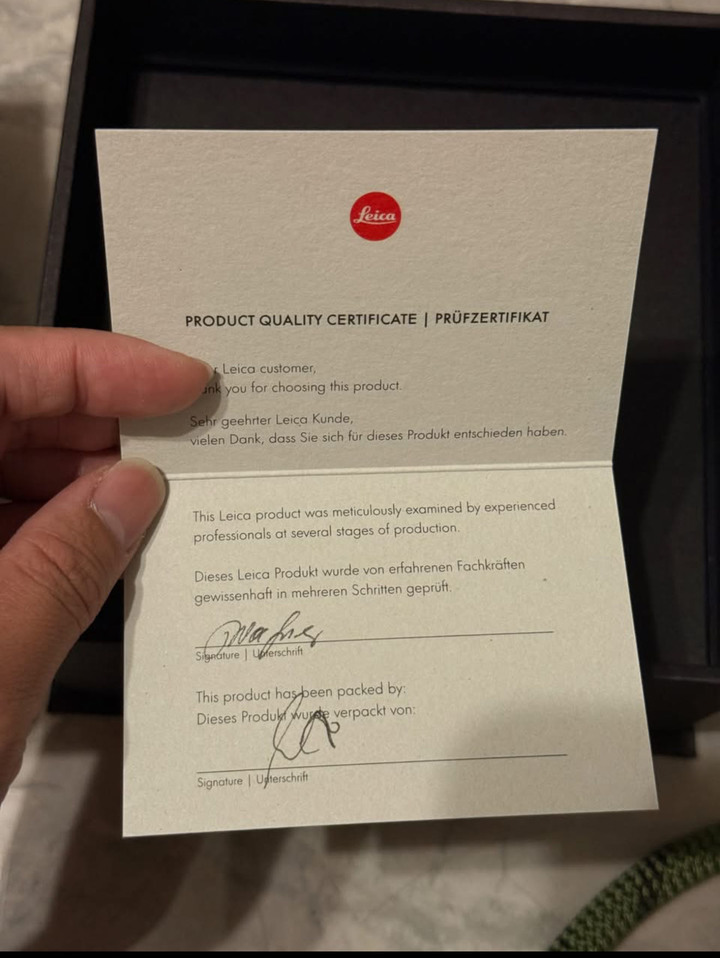 Leica
PRODUCT QUALITY CERTIFICATE | PRÜFZERTIFIKAT
Leica customer,
you for choosing this product.
Sehr geehrter Leica Kunde,
vielen Dank, dass Sie sich für dieses Produkt entschieden haben.
This Leica product was meticulously examined by experienced
professionals at several stages of production.
Dieses Leica Produkt wurde von erfahrenen Fachkräften
gewissenhaft in mehreren Schritten geprüft.
Signature | Unterschrift
This product has been packed by:
Dieses Produkt wurde verpackt von:
Signature | Unterschrift